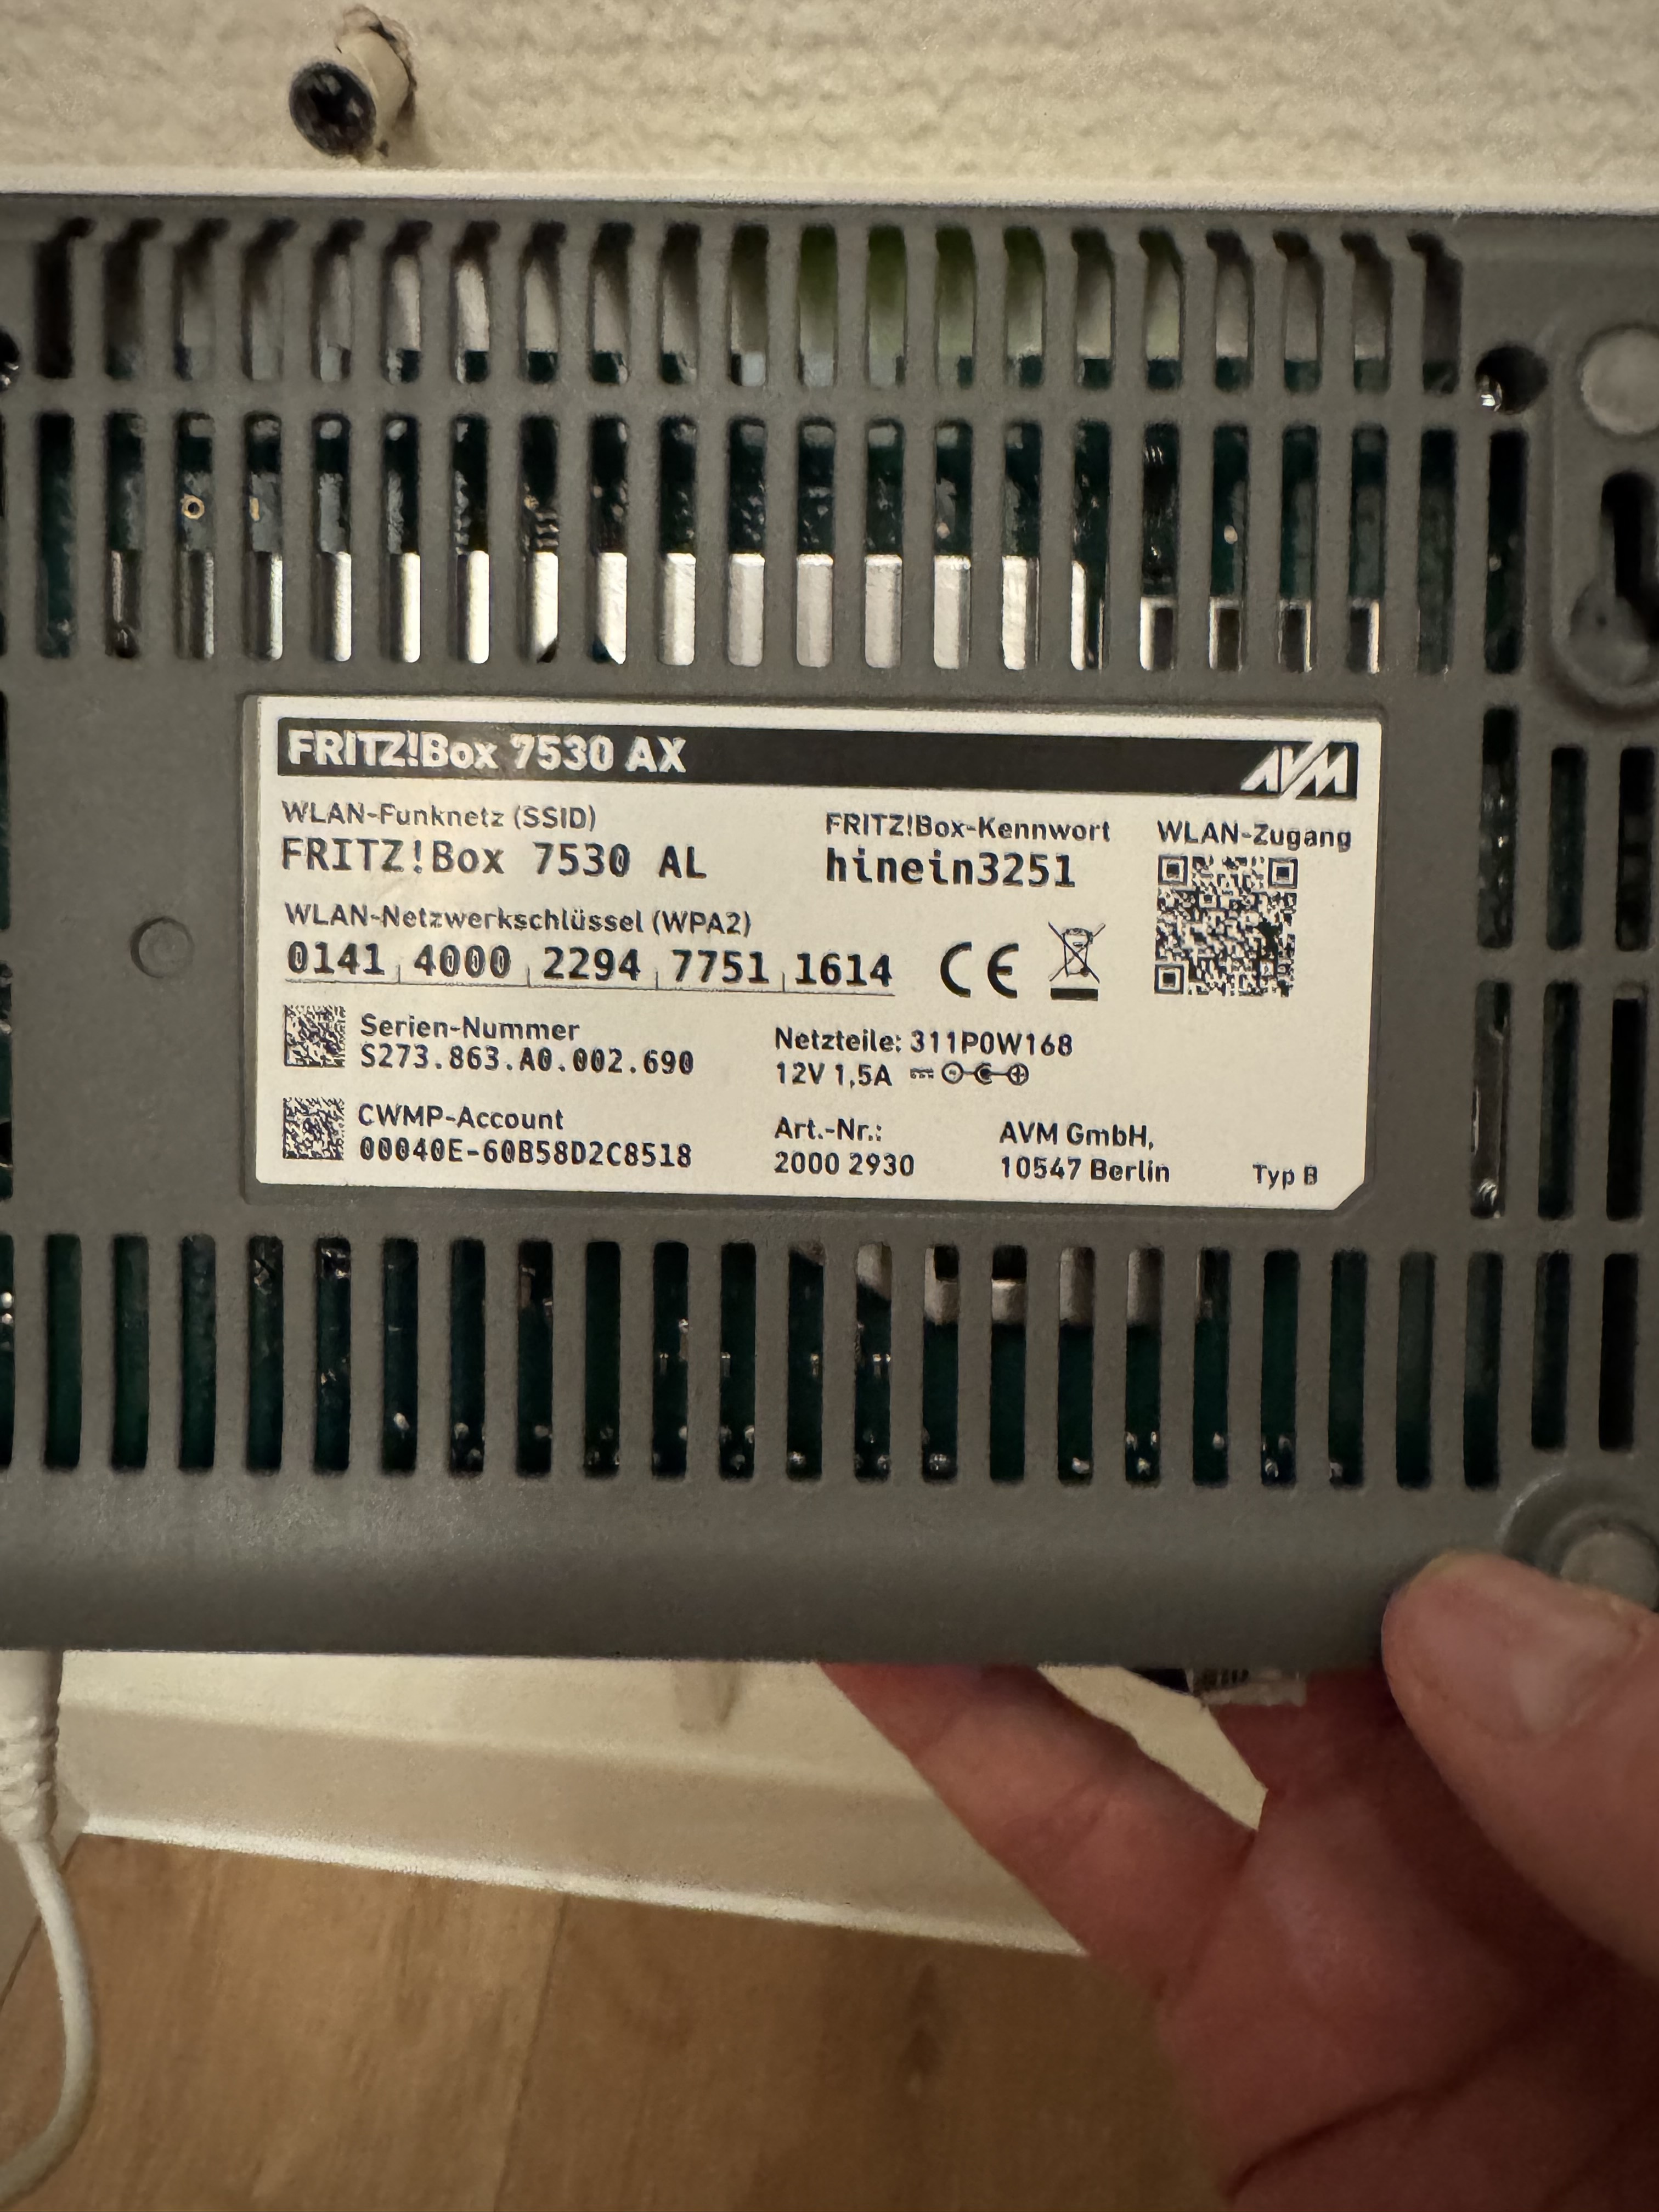 FRITZ!Box 7530 AX
AVM
WLAN-Funknetz (SSID)
FRITZ!Box 7530 AL
FRITZ!Box-Kennwort
hinein3251
WLAN-Zugang
WLAN-Netzwerkschlüssel (WPA2)
0141 4000 2294 7751 1614
CE
Serien-Nummer
S273.863.A0.002.690
Netzteile: 311P0W168
12V 1,5A
CWMP-Account
00040E-60B58D2C8518
Art.-Nr.:
2000 2930
AVM GmbH,
10547 Berlin
Typ B